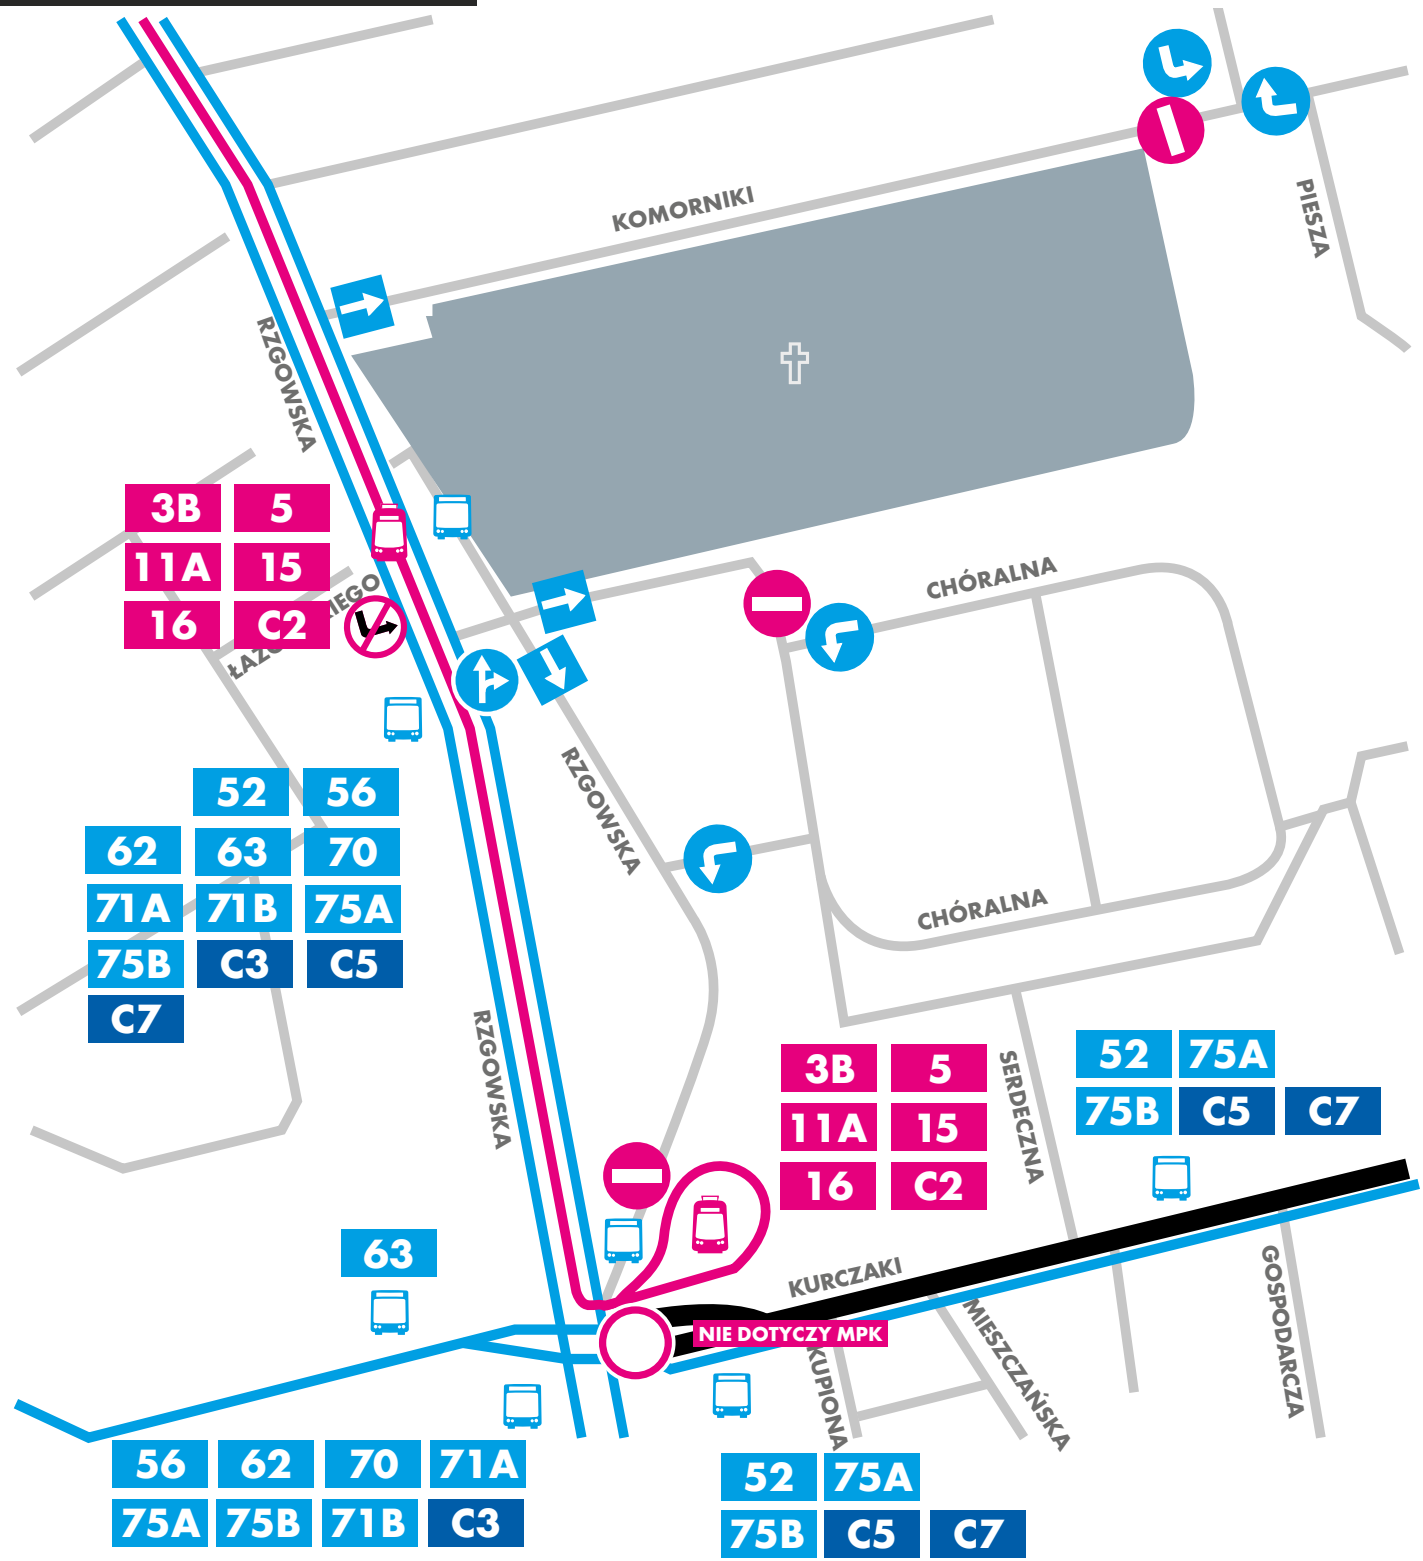 KOMORNIKI
PIESZA
RZGOWSKA
3B 5
11A 15
16 C2
CHÓRALNA
RZGOWSKA
52 56
62 63 70
71A 71B 75A
75B C3 C5
C7
CHÓRALNA
RZGOWSKA
SERDECZNA
3B 5
11A 15
16 C2
52 75A
75B C5 C7
63
KURCZAKI
NIE DOTYCZY MPK
KUPIONA
MIESZCZAŃSKA
GOSPODARCZA
56 62 70 71A
75A 75B 71B C3
52 75A
75B C5 C7